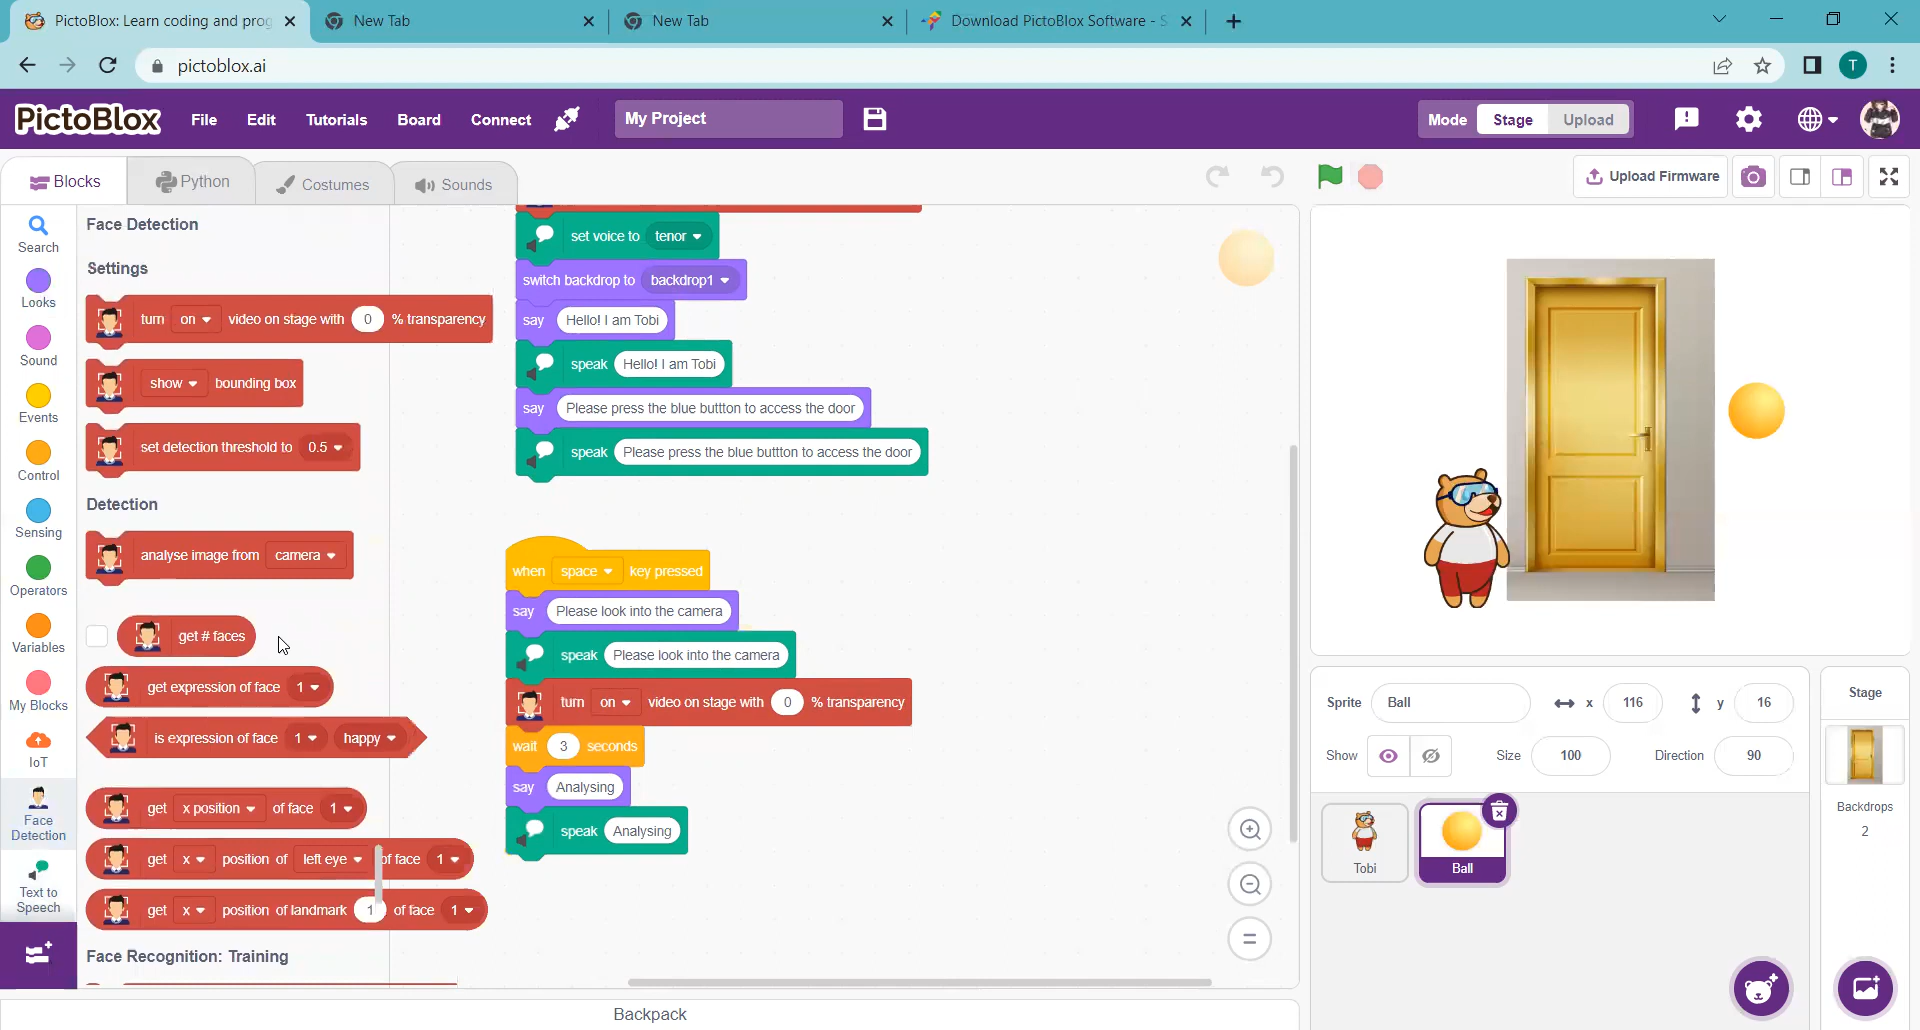 PictoBlox: Learn coding and prog
New Tab
New Tab
Download PictoBlox Software - S
pictoblox.ai
T
PictoBlox
File
Edit
Tutorials
Board
Connect
My Project
Mode
Stage
Upload
Blocks
Python
Costumes
Sounds
Upload Firmware
Search
Looks
Sound
Events
Control
Sensing
Operators
Variables
My Blocks
IoT
Face
Detection
Text to
Speech
Face Detection
Settings
turn on video on stage with 0 % transparency
show bounding box
set detection threshold to 0.5
Detection
analyse image from camera
get # faces
get expression of face 1
is expression of face 1 happy
get x position of face 1
get x position of left eye of face 1
get x position of landmark 1 of face 1
Face Recognition: Training
set voice to tenor
switch backdrop to backdrop1
say Hello! I am Tobi
speak Hello! I am Tobi
say Please press the blue buttton to access the door
speak Please press the blue buttton to access the door
when space key pressed
say Please look into the camera
speak Please look into the camera
turn on video on stage with 0 % transparency
wait 3 seconds
say Analysing
speak Analysing
Sprite Ball x 116 y 16
Show Size 100 Direction 90
Tobi
Ball
Stage
Backdrops
2
Backpack